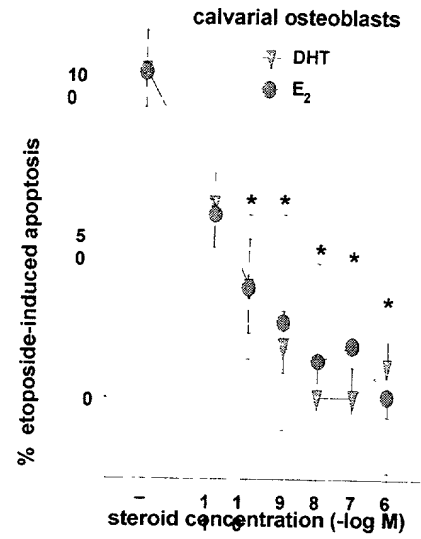 calvarial osteoblasts
DHT
E2
% etoposide-induced apoptosis
10
0
* *
5
0
* *
*
0
– 1 1 9 8 7 6
steroid concentration (-log M)